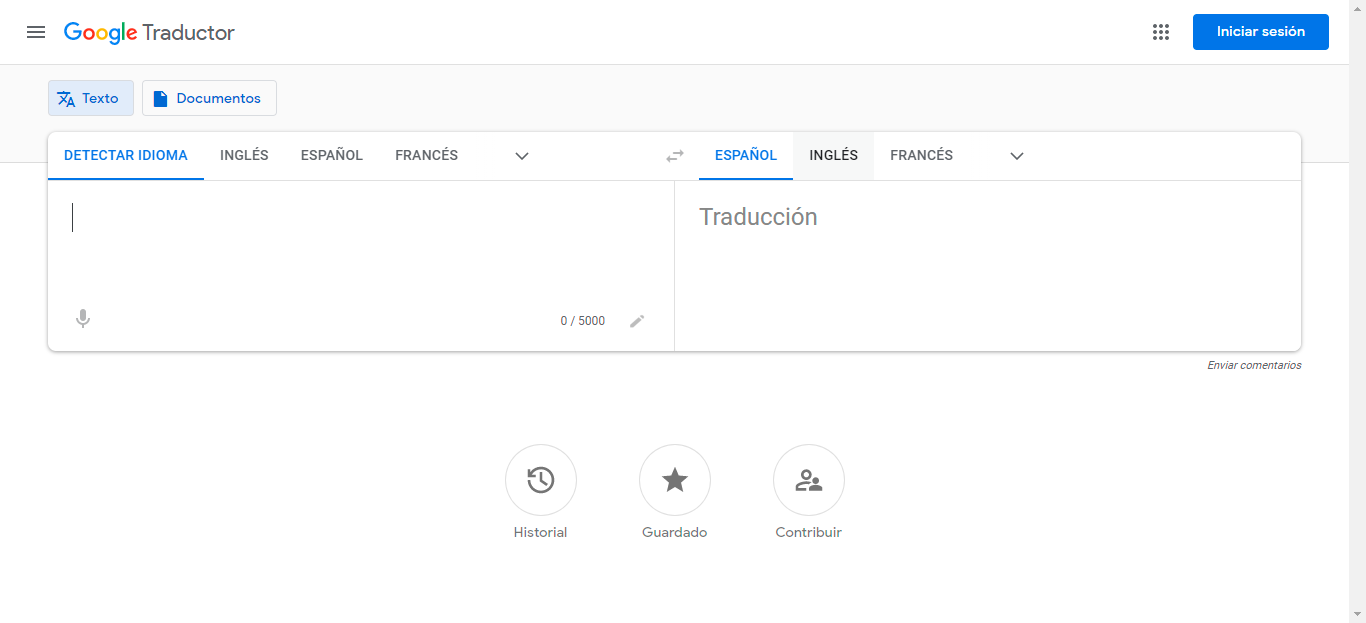 Google Traductor
Iniciar sesión
Texto
Documentos
DETECTAR IDIOMA INGLÉS ESPAÑOL FRANCÉS
ESPAÑOL INGLÉS FRANCÉS
Traducción
0 / 5000
Enviar comentarios
Historial
Guardado
Contribuir